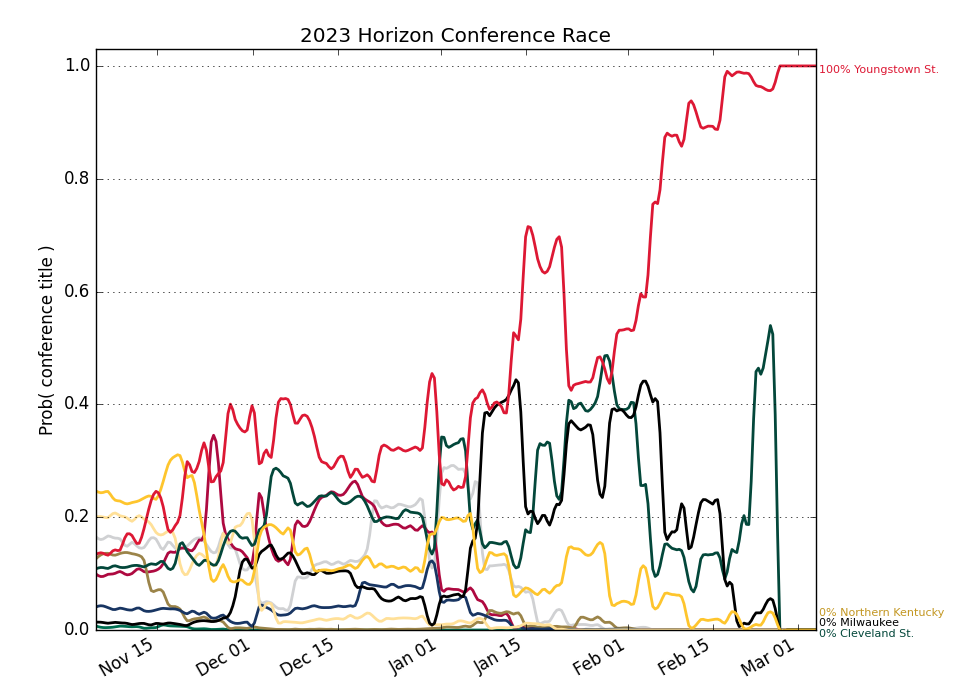 2023 Horizon Conference Race
Prob( conference title )
1.0
0.8
0.6
0.4
0.2
0.0
Nov 15
Dec 01
Dec 15
Jan 01
Jan 15
Feb 01
Feb 15
Mar 01
100% Youngstown St.
0% Northern Kentucky
0% Milwaukee
0% Cleveland St.